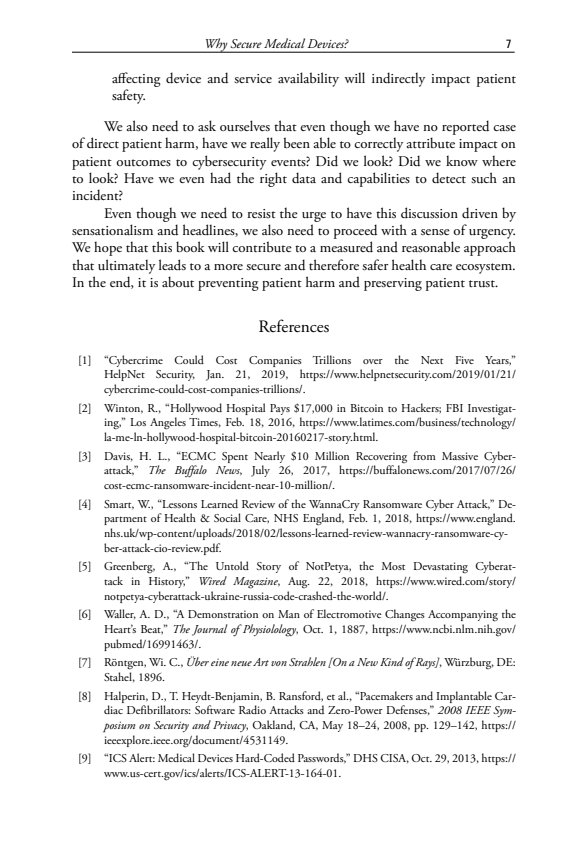 Why Secure Medical Devices? 7
affecting device and service availability will indirectly impact patient
safety.
We also need to ask ourselves that even though we have no reported case
of direct patient harm, have we really been able to correctly attribute impact on
patient outcomes to cybersecurity events? Did we look? Did we know where
to look? Have we even had the right data and capabilities to detect such an
incident?
Even though we need to resist the urge to have this discussion driven by
sensationalism and headlines, we also need to proceed with a sense of urgency.
We hope that this book will contribute to a measured and reasonable approach
that ultimately leads to a more secure and therefore safer health care ecosystem.
In the end, it is about preventing patient harm and preserving patient trust.
References
[1] “Cybercrime Could Cost Companies Trillions over the Next Five Years,”
HelpNet Security, Jan. 21, 2019, https://www.helpnetsecurity.com/2019/01/21/
cybercrime-could-cost-companies-trillions/.
[2] Winton, R., “Hollywood Hospital Pays $17,000 in Bitcoin to Hackers; FBI Investigat-
ing,” Los Angeles Times, Feb. 18, 2016, https://www.latimes.com/business/technology/
la-me-ln-hollywood-hospital-bitcoin-20160217-story.html.
[3] Davis, H. L., “ECMC Spent Nearly $10 Million Recovering from Massive Cyber-
attack,” The Buffalo News, July 26, 2017, https://buffalonews.com/2017/07/26/
cost-ecmc-ransomware-incident-near-10-million/.
[4] Smart, W., “Lessons Learned Review of the WannaCry Ransomware Cyber Attack,” De-
partment of Health & Social Care, NHS England, Feb. 1, 2018, https://www.england.
nhs.uk/wp-content/uploads/2018/02/lessons-learned-review-wannacry-ransomware-cy-
ber-attack-cio-review.pdf.
[5] Greenberg, A., “The Untold Story of NotPetya, the Most Devastating Cyberat-
tack in History,” Wired Magazine, Aug. 22, 2018, https://www.wired.com/story/
notpetya-cyberattack-ukraine-russia-code-crashed-the-world/.
[6] Waller, A. D., “A Demonstration on Man of Electromotive Changes Accompanying the
Heart’s Beat,” The Journal of Physiolology, Oct. 1, 1887, https://www.ncbi.nlm.nih.gov/
pubmed/16991463/.
[7] Röntgen, Wi. C., Über eine neue Art von Strahlen [On a New Kind of Rays], Würzburg, DE:
Stahel, 1896.
[8] Halperin, D., T. Heydt-Benjamin, B. Ransford, et al., “Pacemakers and Implantable Car-
diac Defibrillators: Software Radio Attacks and Zero-Power Defenses,” 2008 IEEE Sym-
posium on Security and Privacy, Oakland, CA, May 18–24, 2008, pp. 129–142, https://
ieeexplore.ieee.org/document/4531149.
[9] “ICS Alert: Medical Devices Hard-Coded Passwords,” DHS CISA, Oct. 29, 2013, https://
www.us-cert.gov/ics/alerts/ICS-ALERT-13-164-01.